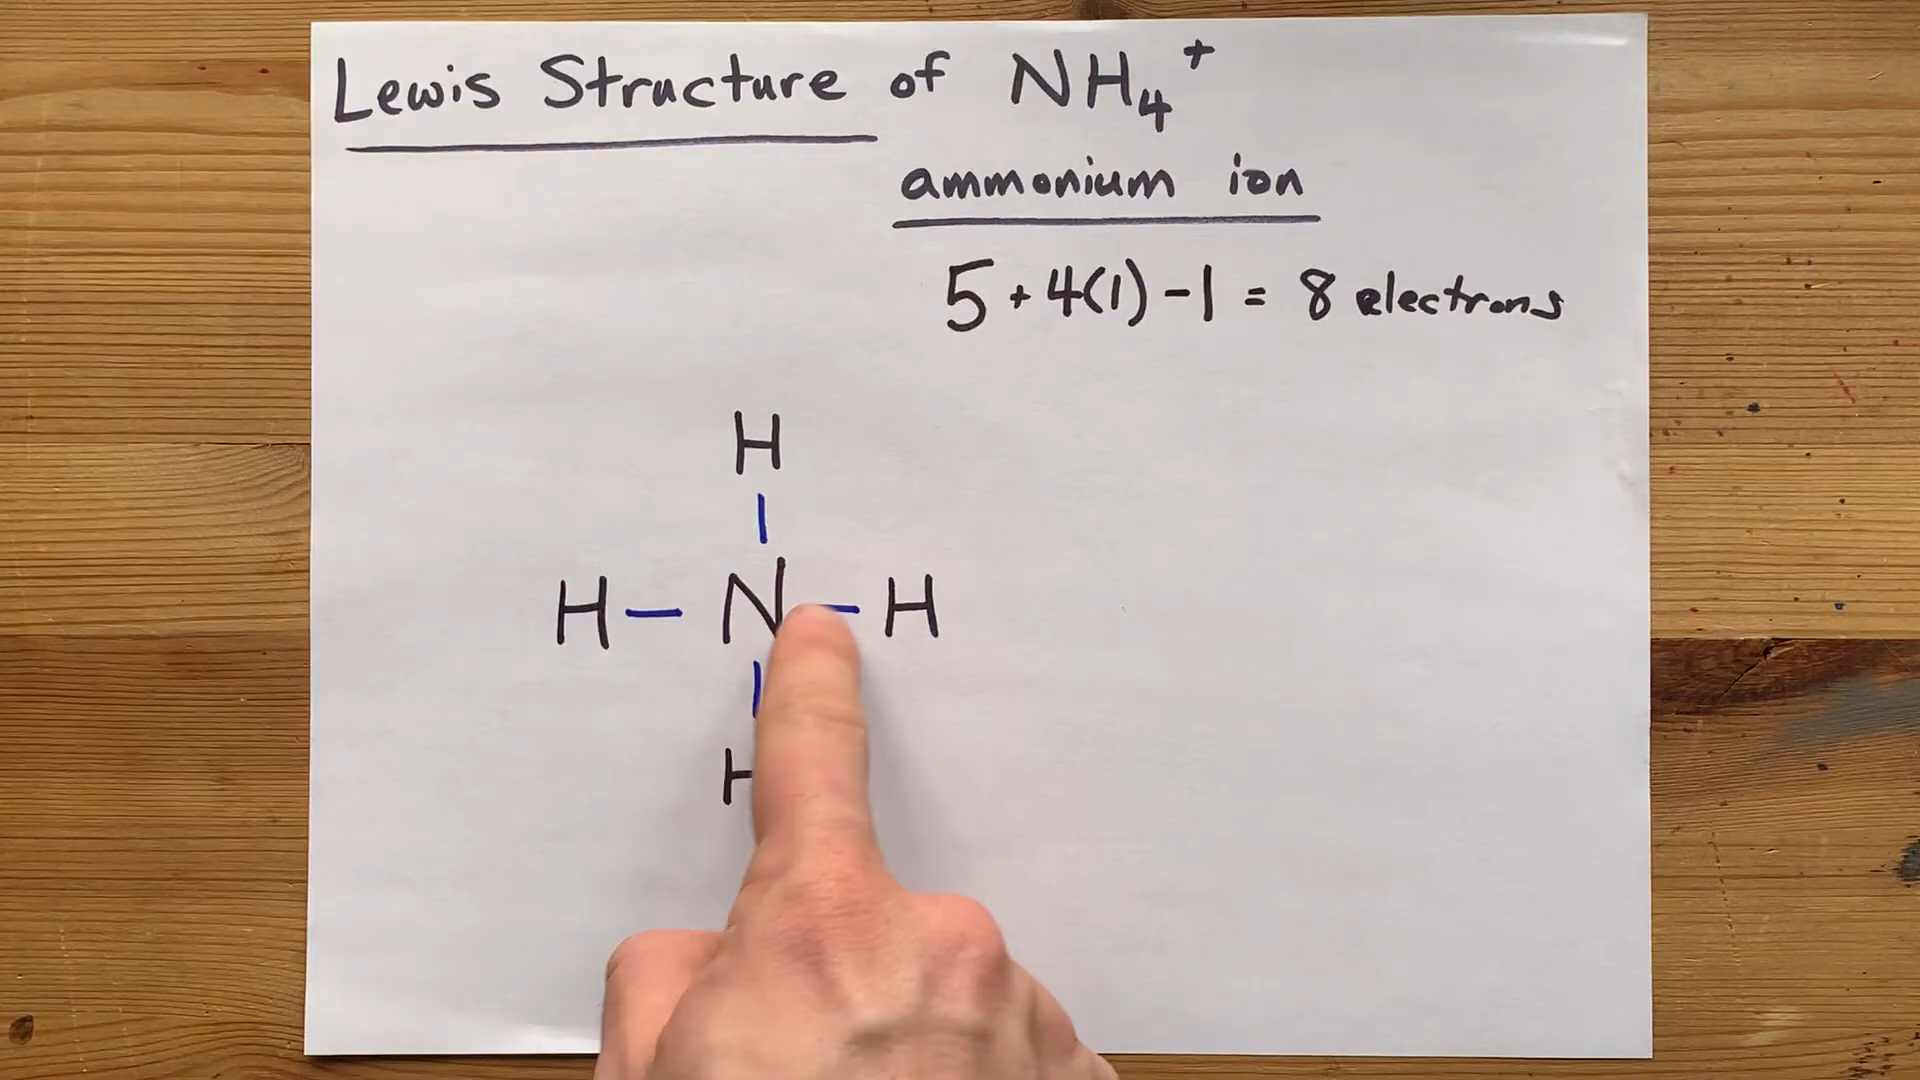 Lewis Structure of NH₄⁺
ammonium ion
5 + 4(1) - 1 = 8 electrons
H
H - N - H
H